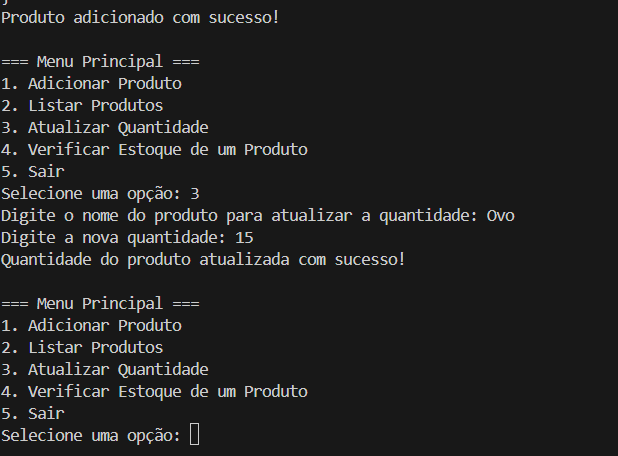 Produto adicionado com sucesso!
=== Menu Principal ===
1. Adicionar Produto
2. Listar Produtos
3. Atualizar Quantidade
4. Verificar Estoque de um Produto
5. Sair
Selecione uma opção: 3
Digite o nome do produto para atualizar a quantidade: Ovo
Digite a nova quantidade: 15
Quantidade do produto atualizada com sucesso!
=== Menu Principal ===
1. Adicionar Produto
2. Listar Produtos
3. Atualizar Quantidade
4. Verificar Estoque de um Produto
5. Sair
Selecione uma opção: